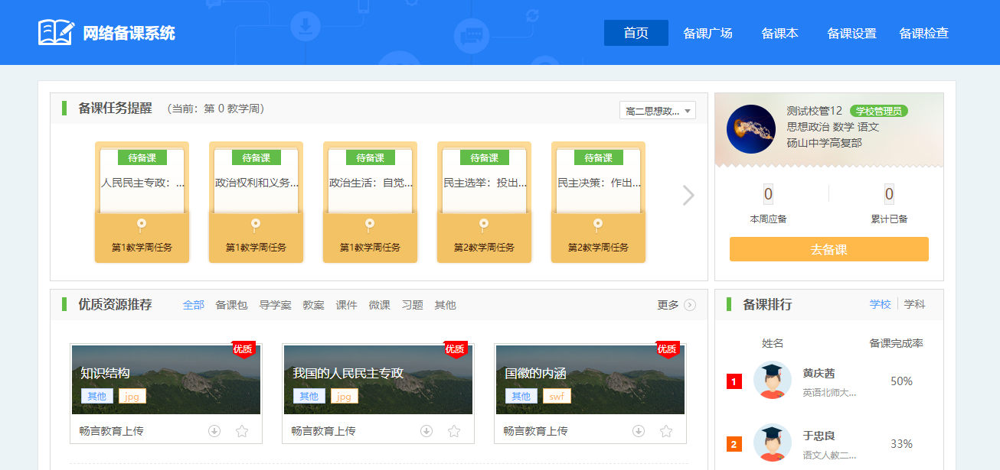 网络备课系统
首页 备课广场 备课本 备课设置 备课检查
备课任务提醒 （当前：第 0 教学周）
高二思想政...
待备课 待备课 待备课 待备课 待备课
人民民主专政：... 政治权利和义务... 政治生活：自觉... 民主选举：投出... 民主决策：作出...
第1教学周任务 第1教学周任务 第1教学周任务 第2教学周任务 第2教学周任务
测试校管12 学校管理员
思想政治 数学 语文
砀山中学高复部
0 0
本周应备 累计已备
去备课
优质资源推荐 全部 备课包 导学案 教案 课件 微课 习题 其他 更多
优质 优质 优质
知识结构 我国的人民民主专政 国徽的内涵
其他 jpg 其他 jpg 其他 swf
畅言教育上传 畅言教育上传 畅言教育上传
备课排行 学校 学科
姓名 备课完成率
1 黄庆茜 50%
英语北师大...
2 于忠良 33%
语文人教二...